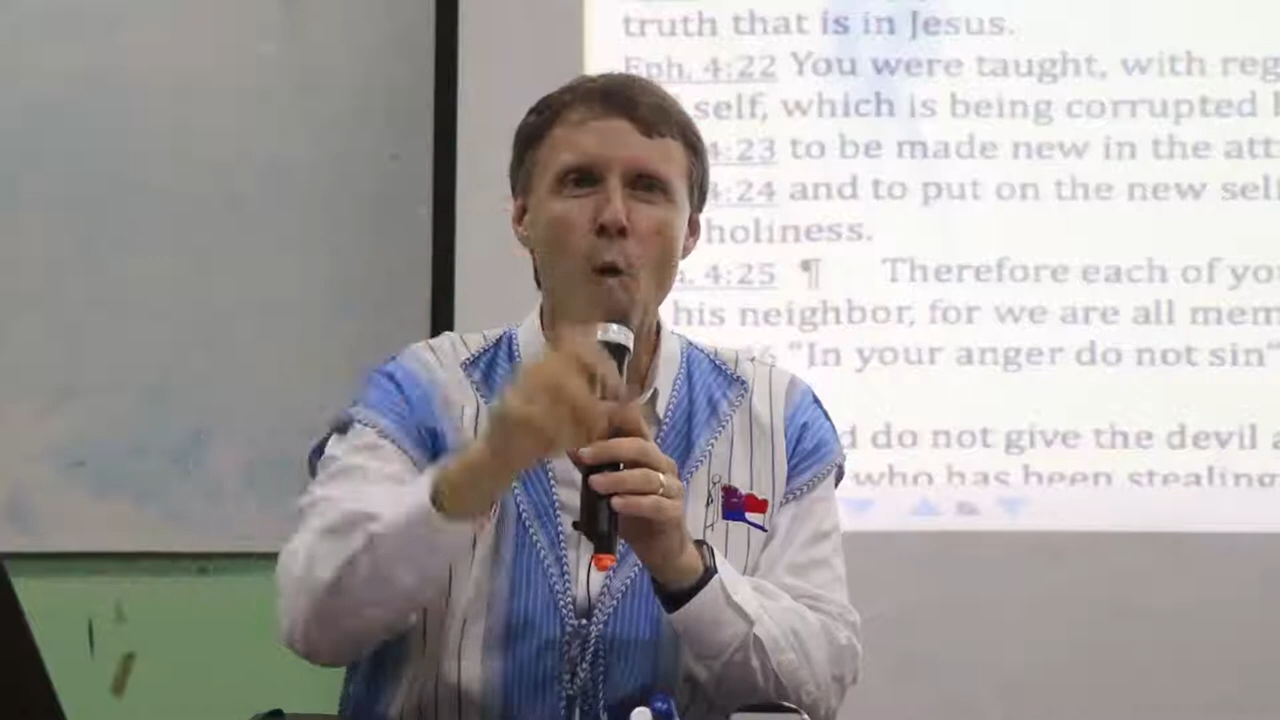 truth that is in Jesus.
Eph. 4:22 You were taught, with reg
self, which is being corrupted
4:23 to be made new in the att
4:24 and to put on the new self
holiness.
. 4:25 ¶ Therefore each of yo
his neighbor, for we are all mem
"In your anger do not sin"
d do not give the devil a
who has been stealing